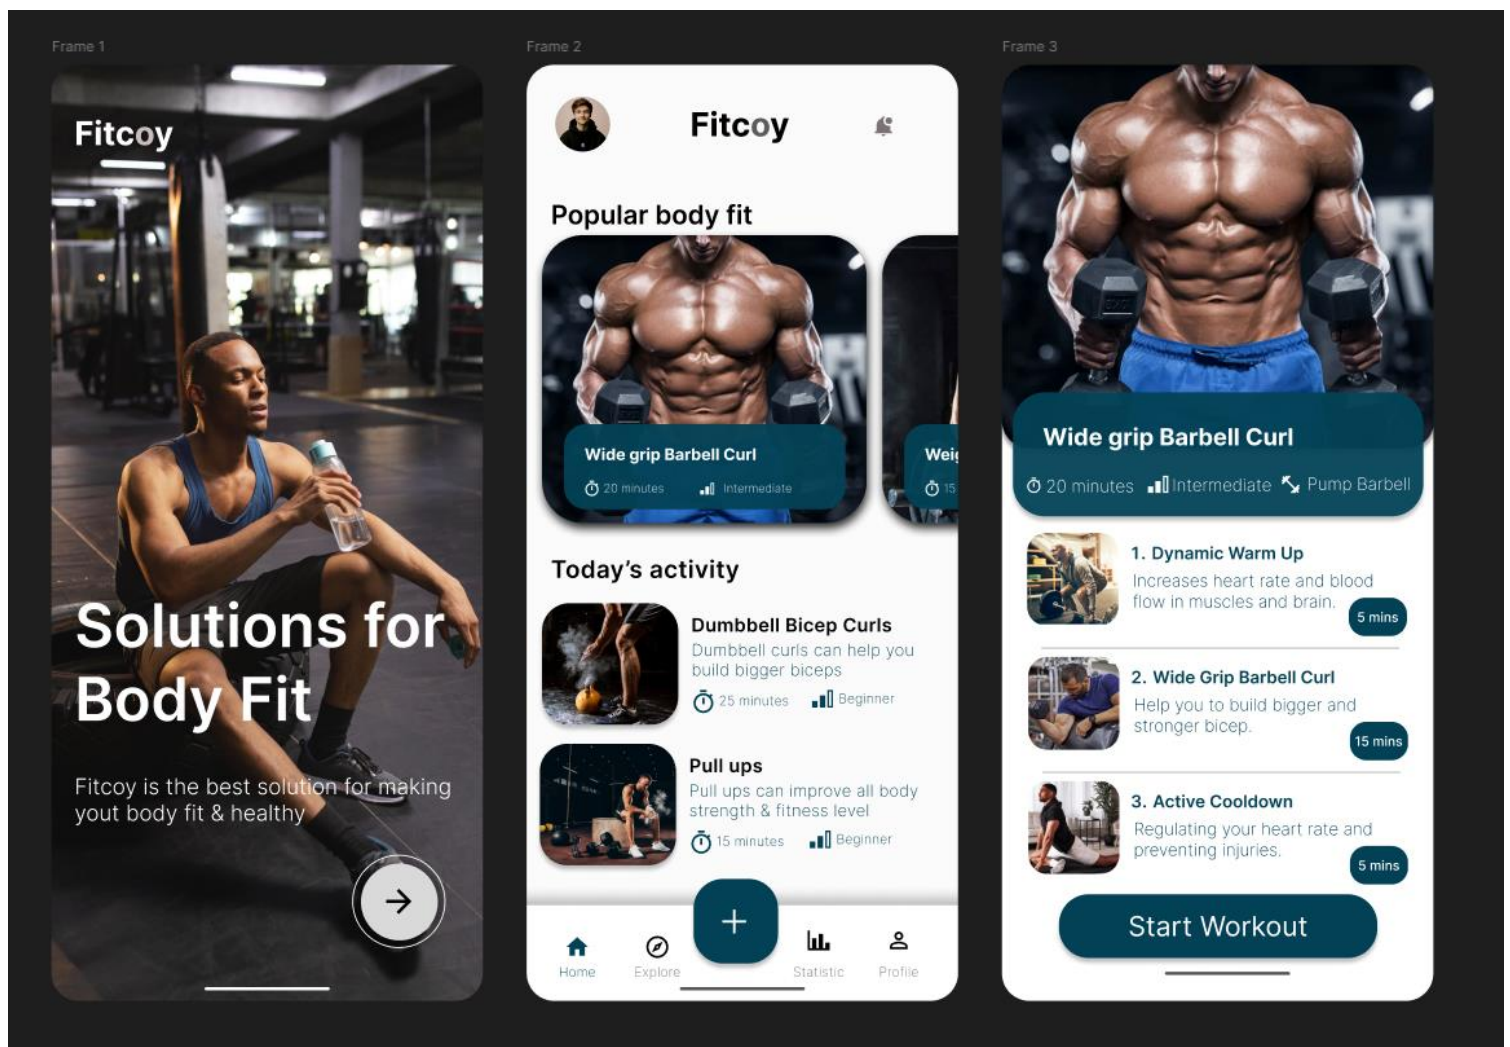 Frame 1
Fitcoy
Solutions for
Body Fit
Fitcoy is the best solution for making
yout body fit & healthy
Frame 2
Fitcoy
Popular body fit
Wide grip Barbell Curl
20 minutes
Intermediate
Weig
15
Today's activity
Dumbbell Bicep Curls
Dumbbell curls can help you
build bigger biceps
25 minutes
Beginner
Pull ups
Pull ups can improve all body
strength & fitness level
15 minutes
Beginner
Home
Explore
Statistic
Profile
Frame 3
Wide grip Barbell Curl
20 minutes
Intermediate
Pump Barbell
1. Dynamic Warm Up
Increases heart rate and blood
flow in muscles and brain.
5 mins
2. Wide Grip Barbell Curl
Help you to build bigger and
stronger bicep.
15 mins
3. Active Cooldown
Regulating your heart rate and
preventing injuries.
5 mins
Start Workout